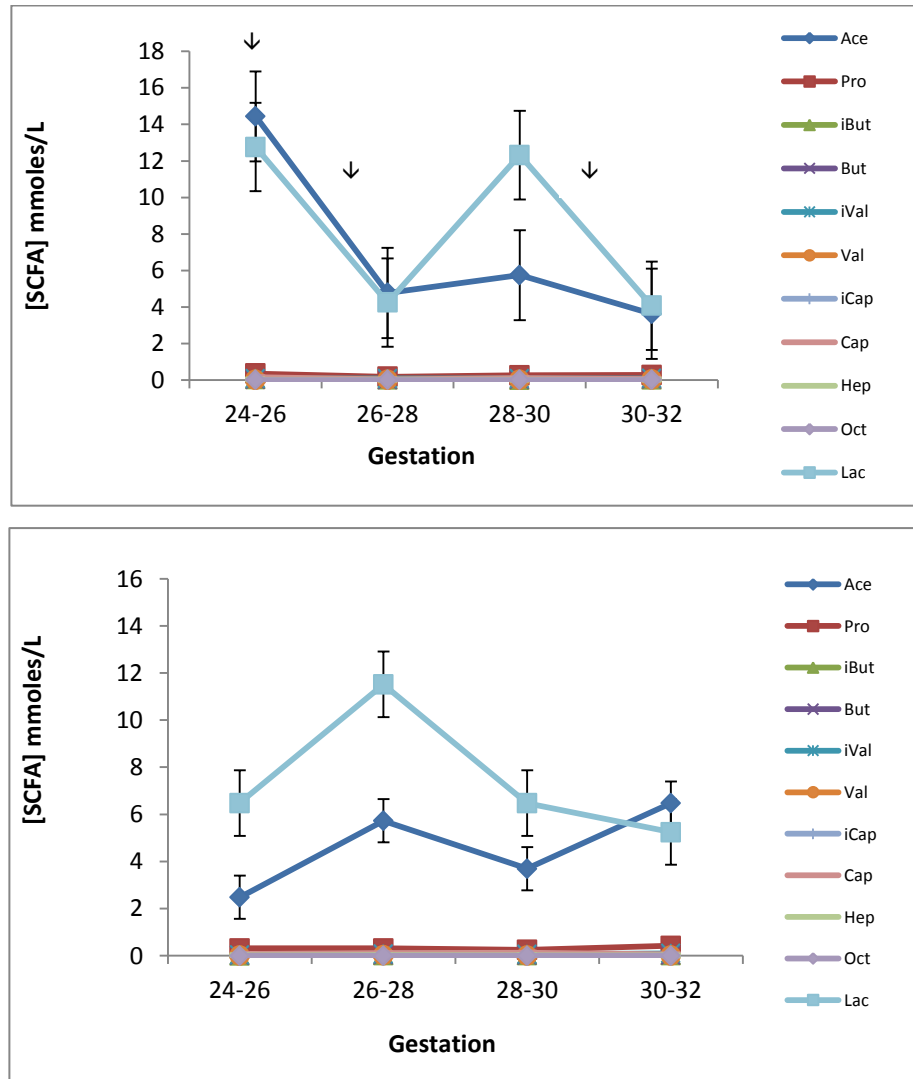 [SCFA] mmoles/L
18
16
14
12
10
8
6
4
2
0
24-26 26-28 28-30 30-32
Gestation
Ace
Pro
iBut
But
iVal
Val
iCap
Cap
Hep
Oct
Lac
[SCFA] mmoles/L
16
14
12
10
8
6
4
2
0
24-26 26-28 28-30 30-32
Gestation
Ace
Pro
iBut
But
iVal
Val
iCap
Cap
Hep
Oct
Lac